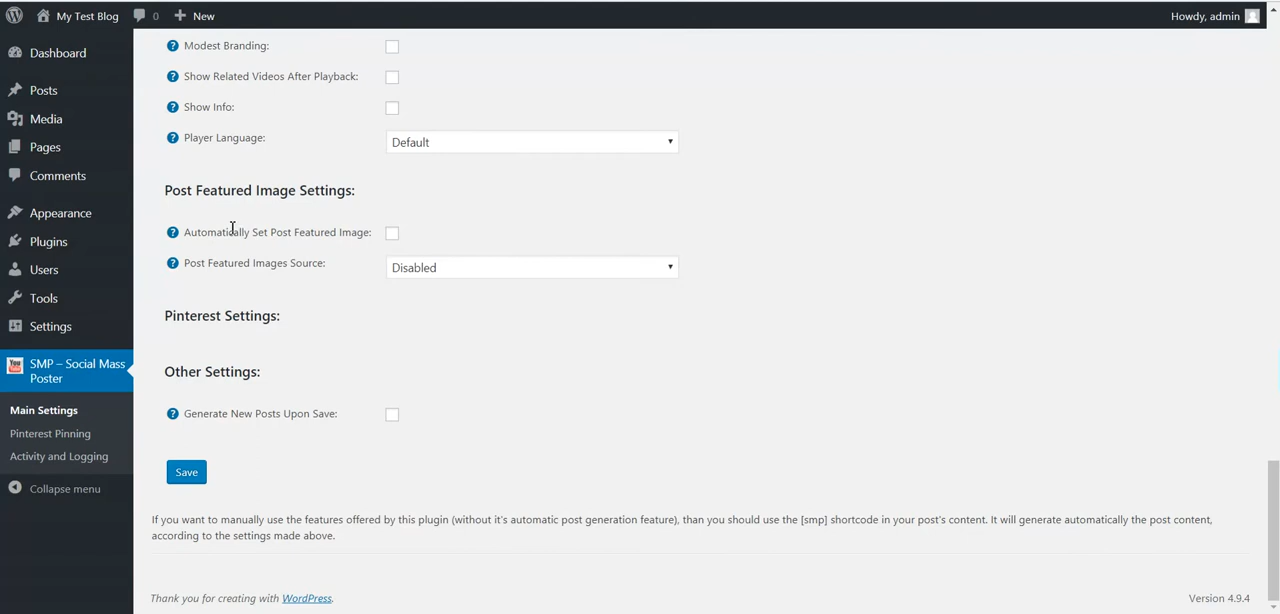 My Test Blog 0 New Howdy, admin
Dashboard
Posts
Media
Pages
Comments
Appearance
Plugins
Users
Tools
Settings
You
SMP – Social Mass
Poster
Main Settings
Pinterest Pinning
Activity and Logging
Collapse menu
? Modest Branding:
? Show Related Videos After Playback:
? Show Info:
? Player Language: Default
Post Featured Image Settings:
? Automatically Set Post Featured Image:
? Post Featured Images Source: Disabled
Pinterest Settings:
Other Settings:
? Generate New Posts Upon Save:
Save
If you want to manually use the features offered by this plugin (without it's automatic post generation feature), than you should use the [smp] shortcode in your post's content. It will generate automatically the post content,
according to the settings made above.
Thank you for creating with WordPress. Version 4.9.4